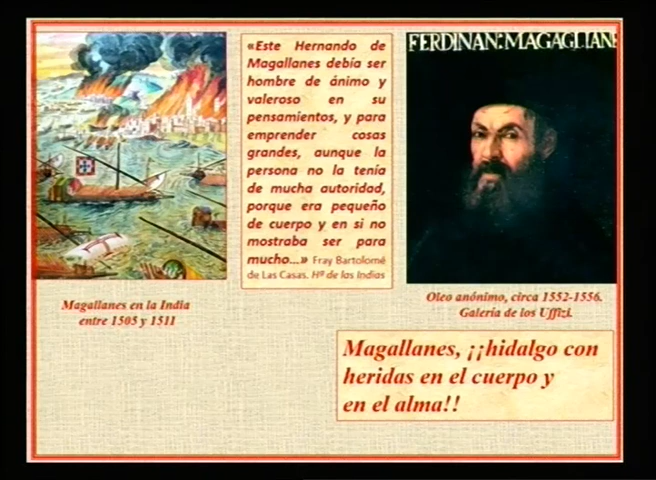 «Este Hernando de
Magallanes debía ser
hombre de ánimo y
valeroso en su
pensamientos, y para
emprender cosas
grandes, aunque la
persona no la tenía
de mucha autoridad,
porque era pequeño
de cuerpo y en si no
mostraba ser para
mucho...» Fray Bartolomé
de Las Casas. Hª de las Indias
FERDINAN: MAGAGLIAN
Magallanes en la India
entre 1505 y 1511
Oleo anónimo, circa 1552-1556.
Galería de los Uffizi.
Magallanes, ¡¡hidalgo con
heridas en el cuerpo y
en el alma!!